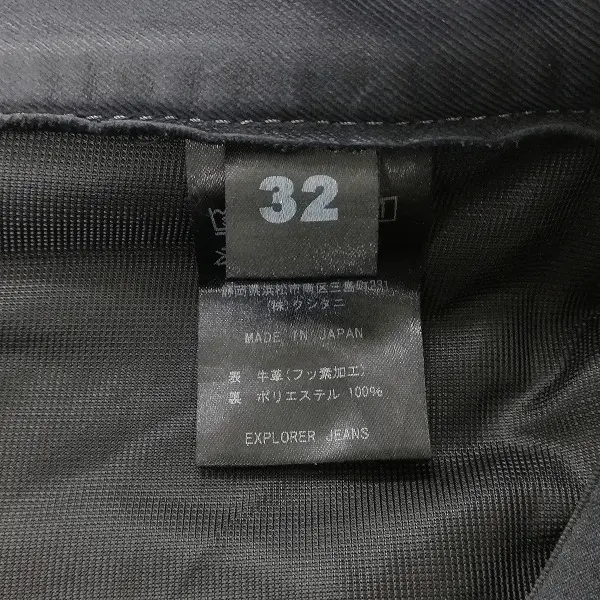 32
静岡県浜松市南区三島町231
(株)クシタニ
MADE IN JAPAN
表 牛革(フッ素加工)
裏 ポリエステル 100%
EXPLORER JEANS